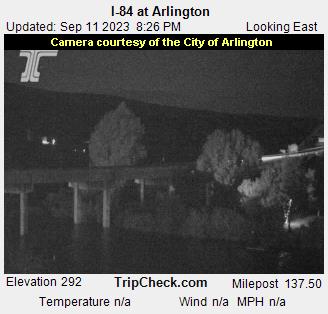 I-84 at Arlington
Updated: Sep 11 2023 8:26 PM Looking East
Camera courtesy of the City of Arlington
Elevation 292 TripCheck.com Milepost 137.50
Temperature n/a Wind n/a MPH n/a